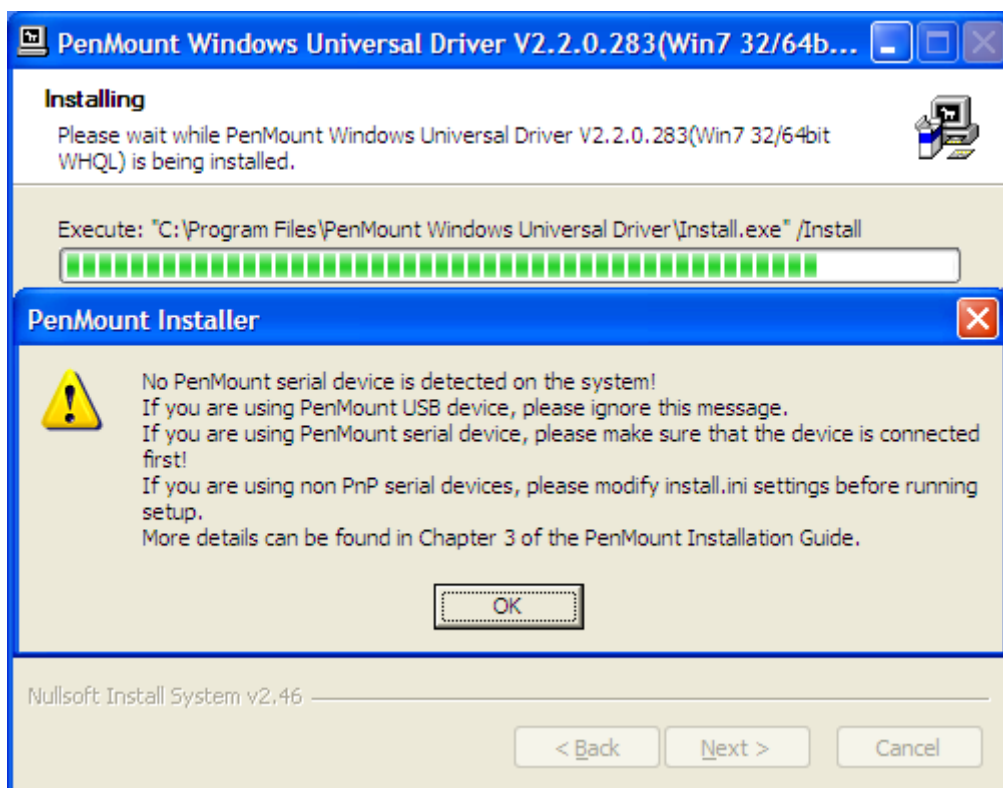 PenMount Windows Universal Driver V2.2.0.283(Win7 32/64b...
Installing
Please wait while PenMount Windows Universal Driver V2.2.0.283(Win7 32/64bit
WHQL) is being installed.
Execute: "C:\Program Files\PenMount Windows Universal Driver\Install.exe" /Install
PenMount Installer
No PenMount serial device is detected on the system!
If you are using PenMount USB device, please ignore this message.
If you are using PenMount serial device, please make sure that the device is connected
first!
If you are using non PnP serial devices, please modify install.ini settings before running
setup.
More details can be found in Chapter 3 of the PenMount Installation Guide.
OK
Nullsoft Install System v2.46
< Back
Next >
Cancel